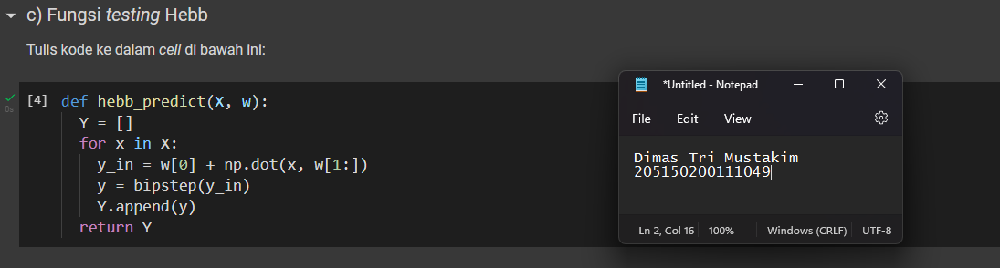 c) Fungsi testing Hebb
Tulis kode ke dalam cell di bawah ini:
[4] def hebb_predict(X, w):
Y = []
for x in X:
y_in = w[0] + np.dot(x, w[1:])
y = bipstep(y_in)
Y.append(y)
return Y
0s
*Untitled - Notepad
File Edit View
Dimas Tri Mustakim
205150200111049
Ln 2, Col 16 100% Windows (CRLF) UTF-8